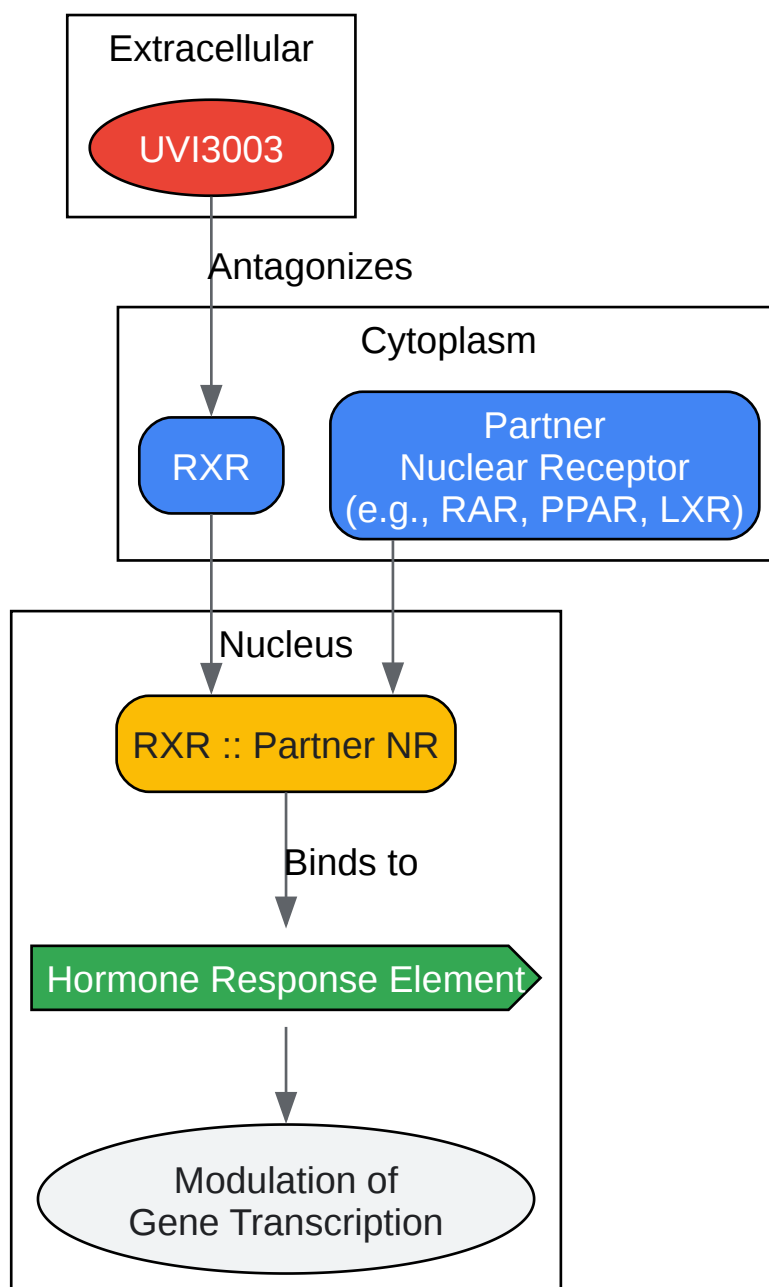 Extracellular
UVI3003
Antagonizes
Cytoplasm
RXR
Partner
Nuclear Receptor
(e.g., RAR, PPAR, LXR)
Nucleus
RXR :: Partner NR
Binds to
Hormone Response Element
Modulation of
Gene Transcription